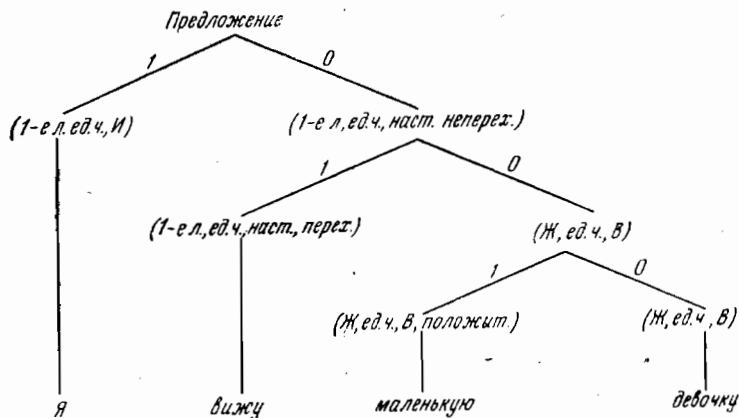 Предложение
1 0
(1-е л. ед.ч., И) (1-е л., ед.ч., наст. неперех.)
1 0
(1-е л., ед.ч., наст., перех.) (Ж, ед.ч., В)
1 0
(Ж, ед.ч., В, положит.) (Ж, ед.ч., В)
Я вижу маленькую девочку